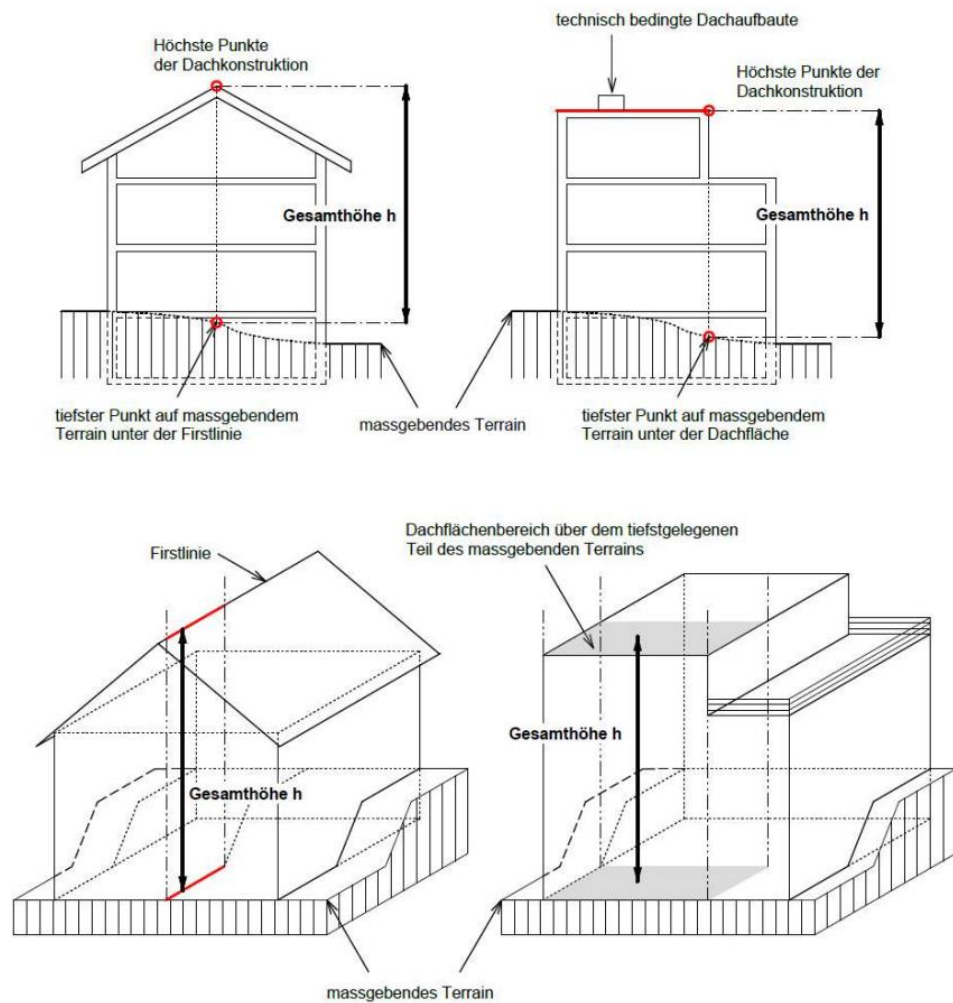 technisch bedingte Dachaufbaute
Höchste Punkte
der Dachkonstruktion
Höchste Punkte der
Dachkonstruktion
Gesamthöhe h
Gesamthöhe h
tiefster Punkt auf massgebendem
Terrain unter der Firstlinie
massgebendes Terrain
tiefster Punkt auf massgebendem
Terrain unter der Dachfläche
Dachflächenbereich über dem tiefstgelegenen
Teil des massgebenden Terrains
Firstlinie
Gesamthöhe h
Gesamthöhe h
massgebendes Terrain